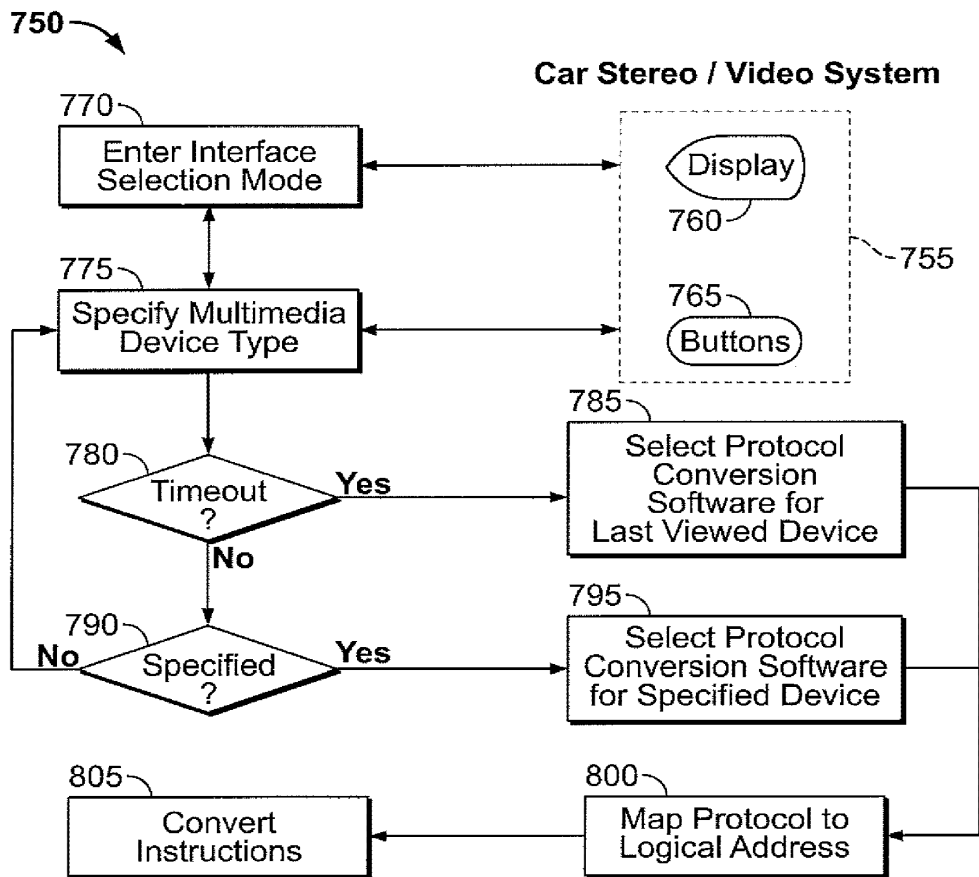 750
Car Stereo / Video System
770
Enter Interface
Selection Mode
Display
760
755
775
Specify Multimedia
Device Type
765
Buttons
780
Timeout
?
Yes
No
785
Select Protocol
Conversion
Software for
Last Viewed Device
790
Specified
?
No
Yes
795
Select Protocol
Conversion Software
for Specified Device
800
Map Protocol to
Logical Address
805
Convert
Instructions